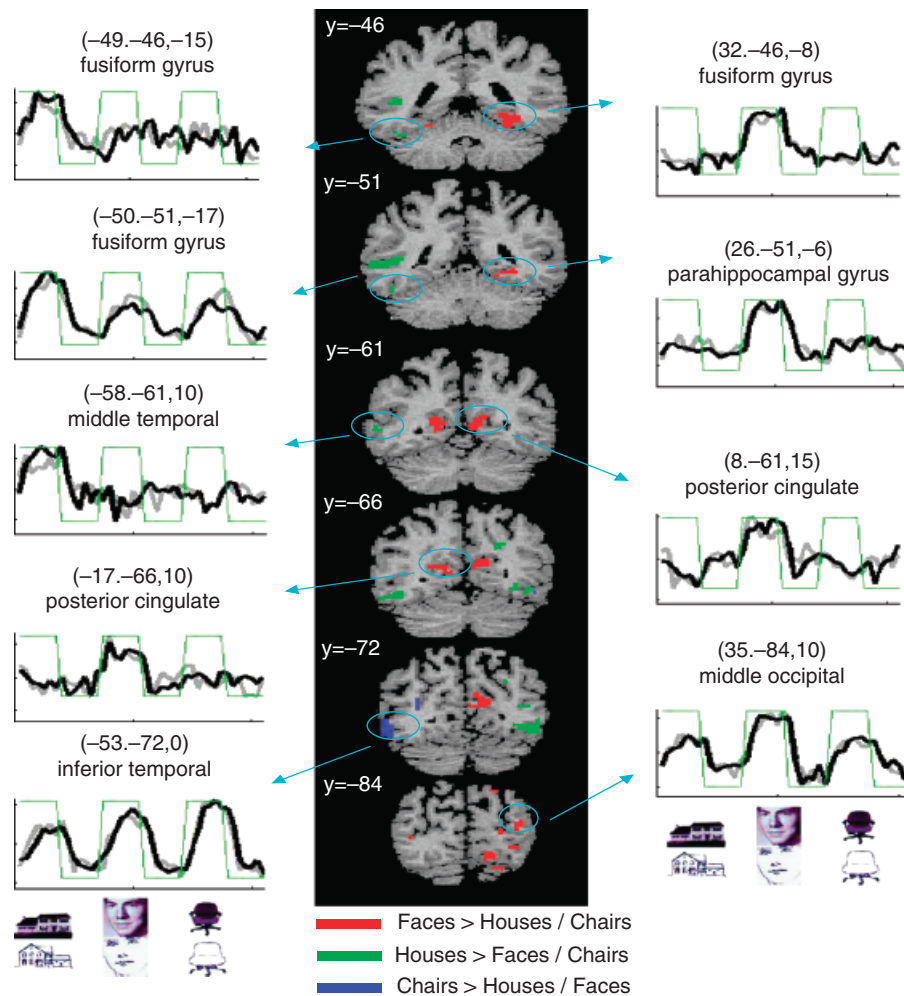 (-49.-46,-15)
fusiform gyrus
(-50.-51,-17)
fusiform gyrus
(-58.-61,10)
middle temporal
(-17.-66,10)
posterior cingulate
(-53.-72,0)
inferior temporal
y=-46
y=-51
y=-61
y=-66
y=-72
y=-84
Faces > Houses / Chairs
Houses > Faces / Chairs
Chairs > Houses / Faces
(32.-46,-8)
fusiform gyrus
(26.-51,-6)
parahippocampal gyrus
(8.-61,15)
posterior cingulate
(35.-84,10)
middle occipital